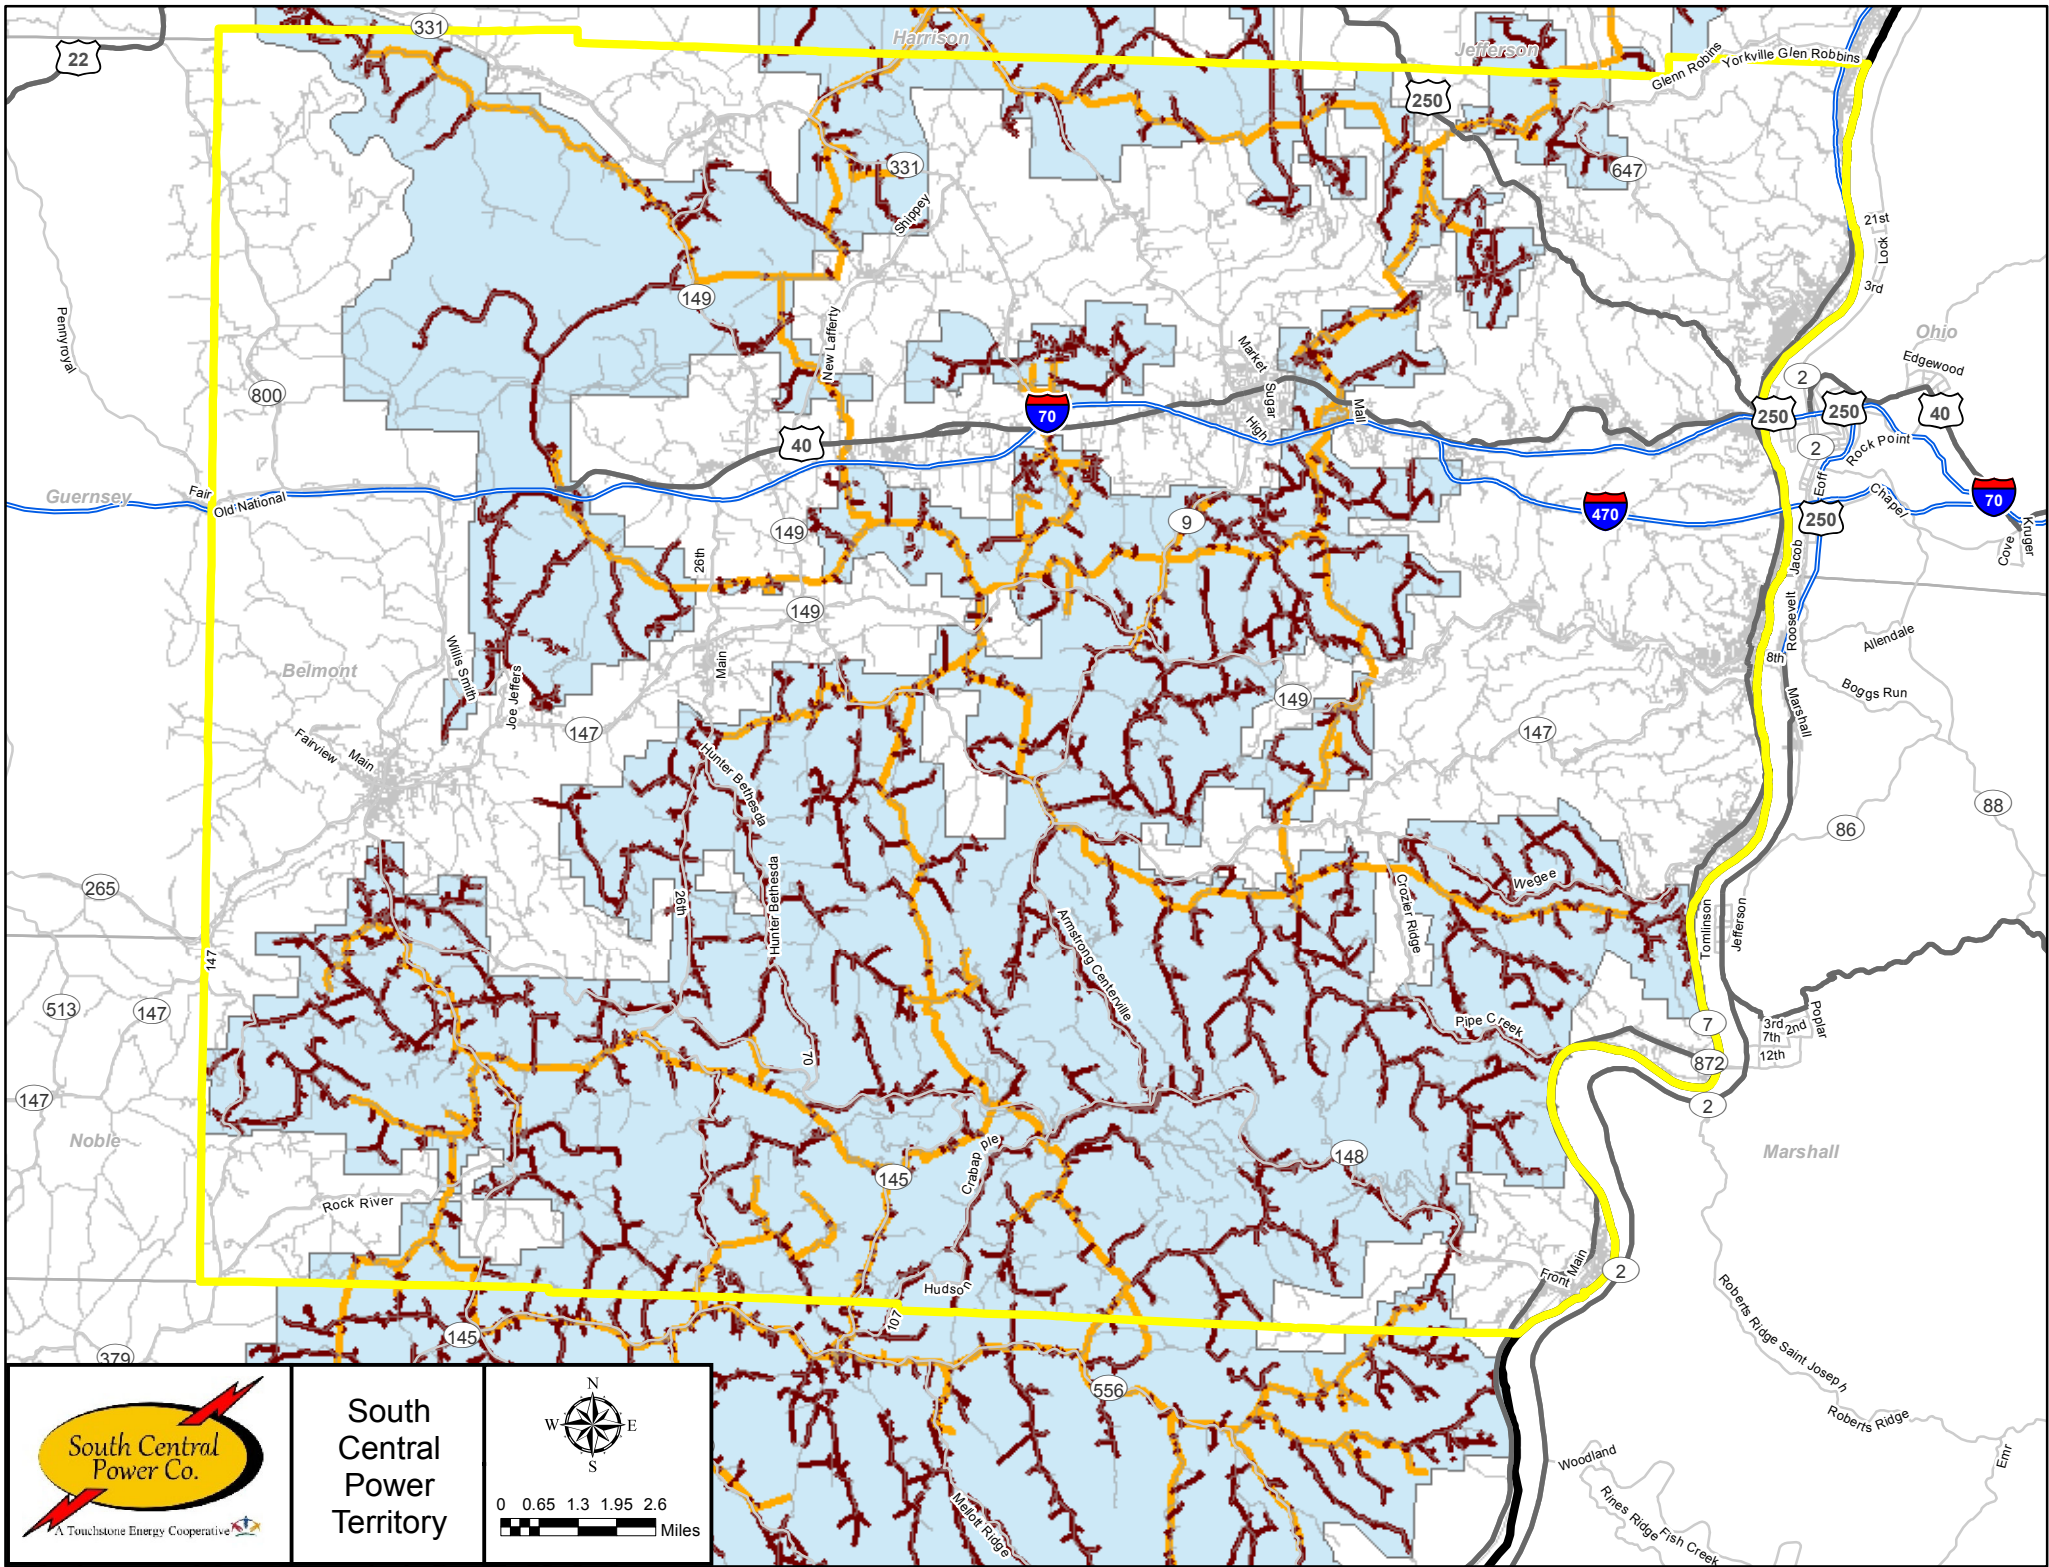 331
Harrison
Jefferson
22
Glenn Robins
Yorkville Glen Robbins
250
331
647
Shippey
21st
Look
3rd
149
Pennyroyal
New Lafferty
Ohio
Market
Edgewood
2
800
Sugar
70
Mall
250
250
40
High
40
2
Rock Point
Guernsey
Fair
Old National
Eoff
Chapel
70
470
250
9
149
Kruger
Cove
26th
Jacob
149
Roosevelt
Allendale
Willis Smith
Belmont
Main
8th
Joe Jeffers
149
Boggs Run
Marshall
147
147
Fairview
Main
Hunter Bethesda
88
86
265
Wegee
26th
Hunter Bethesda
Crozier Ridge
Armstrong Centerville
Tomlinson
Jefferson
147
513
147
Pipe Creek
7
3rd
2nd
7th
Poplar
12th
70
872
147
2
Noble
Crabapple
148
Marshall
145
Rock River
Hudson
Front
Main
2
107
Roberts Ridge Saint Joseph
145
379
556
Roberts Ridge
Woodland
Emr
Mellott Ridge
Rines Ridge
Fish Creek
South Central
Power Co.
A Touchstone Energy Cooperative
South
Central
Power
Territory
N
W E
S
0 0.65 1.3 1.95 2.6
Miles